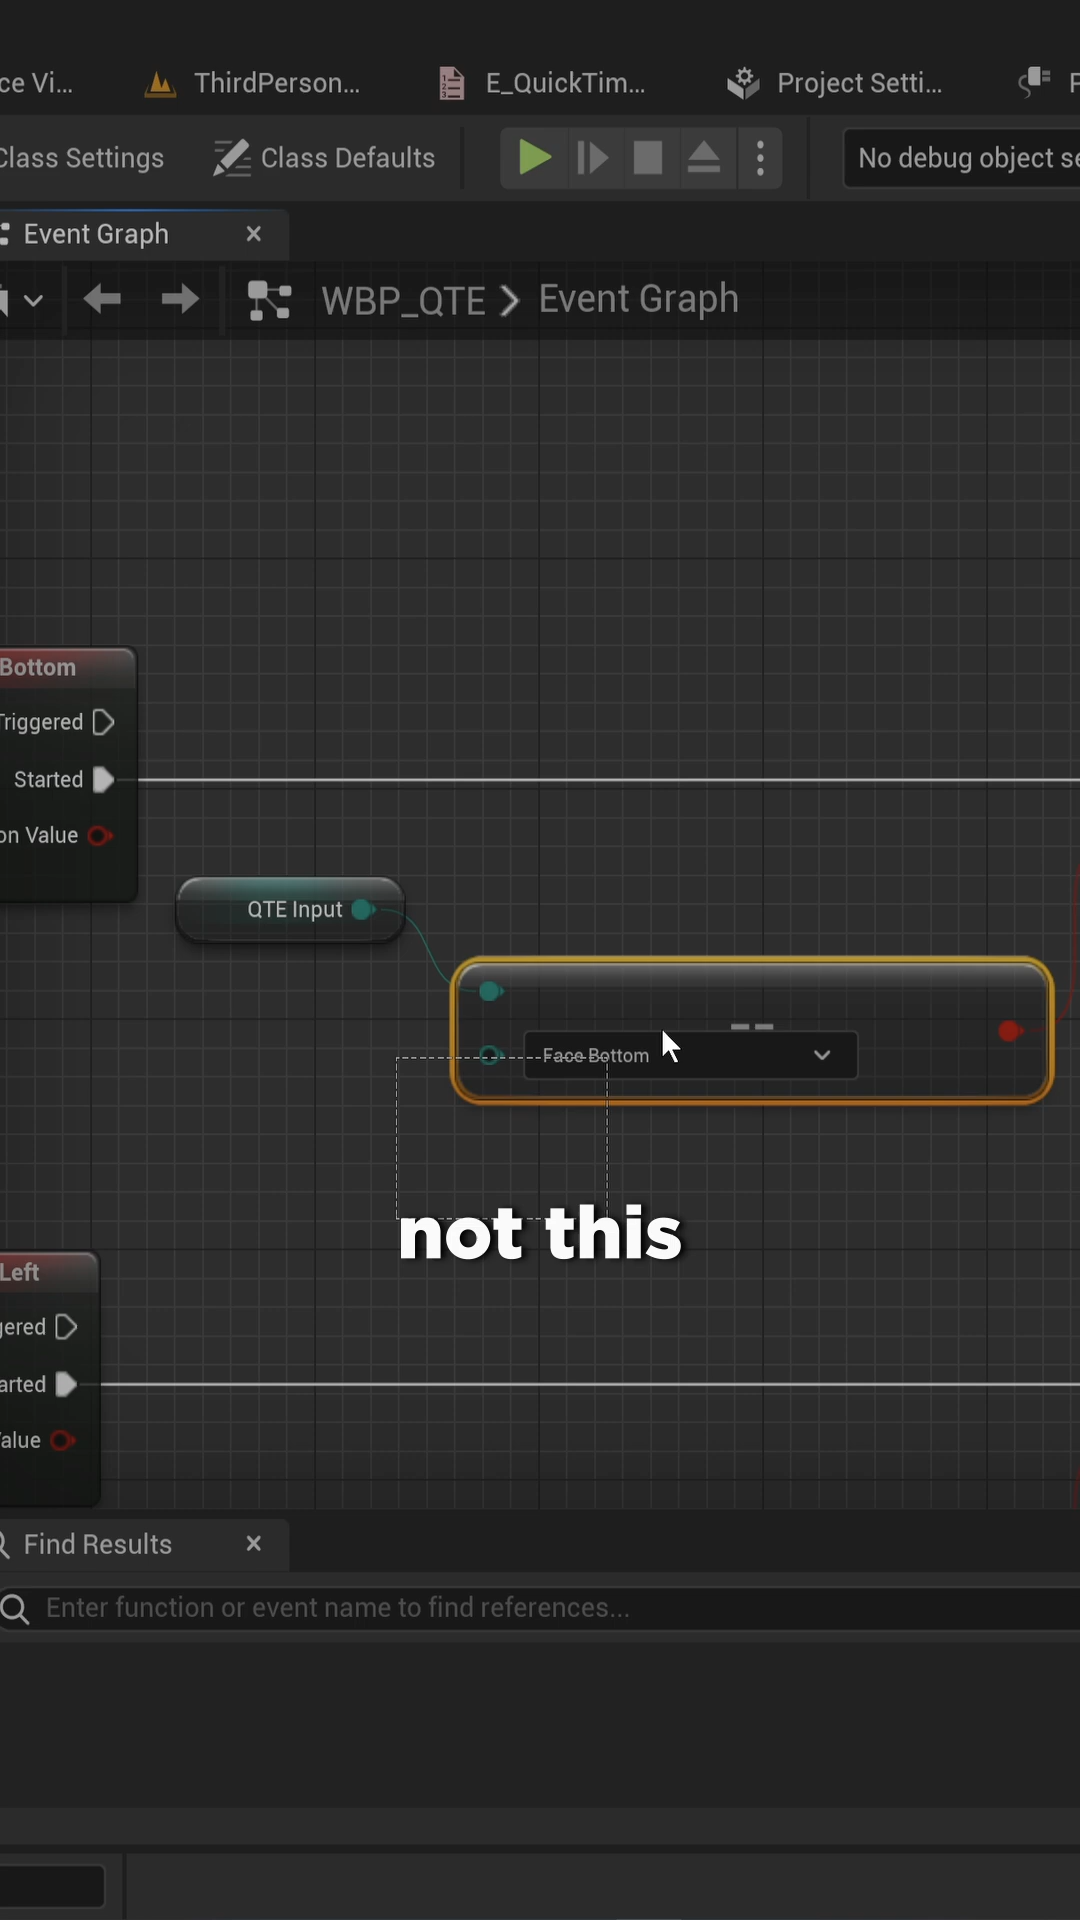 ce Vi...
ThirdPerson...
E_QuickTim...
Project Setti...
Class Settings
Class Defaults
No debug object se
Event Graph
WBP_QTE > Event Graph
Bottom
Triggered
Started
on Value
QTE Input
==
Face Bottom
not this
Left
gered
arted
alue
Find Results
Enter function or event name to find references...